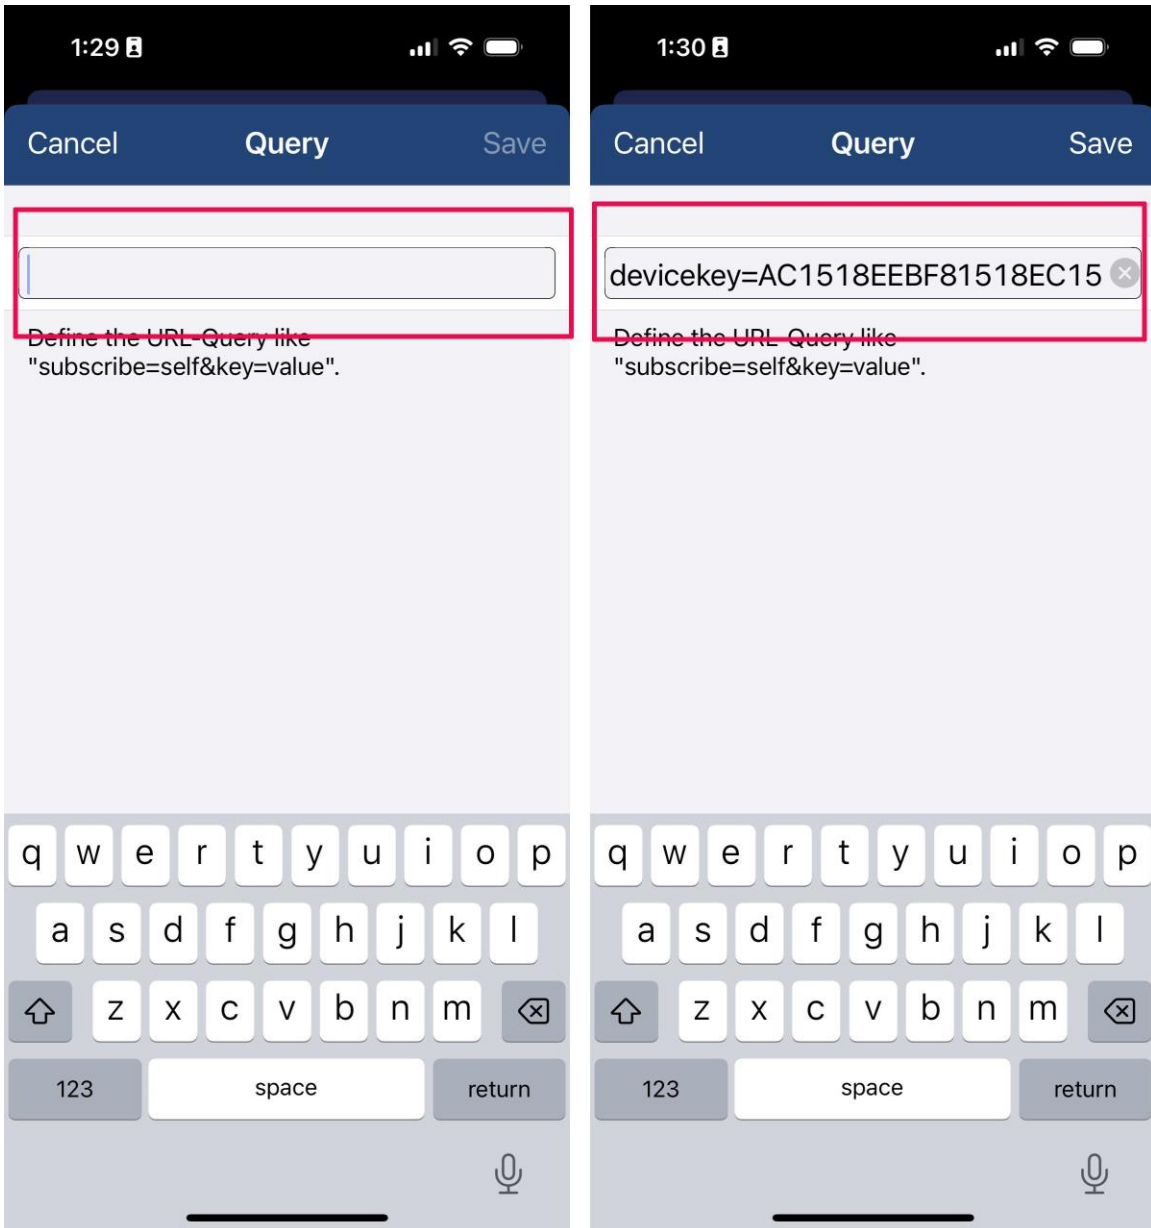 1:29
Cancel Query Save
Define the URL-Query like
"subscribe=self&key=value".
q w e r t y u i o p
a s d f g h j k l
z x c v b n m
123 space return
1:30
Cancel Query Save
devicekey=AC1518EEBF81518EC15
Define the URL-Query like
"subscribe=self&key=value".
q w e r t y u i o p
a s d f g h j k l
z x c v b n m
123 space return